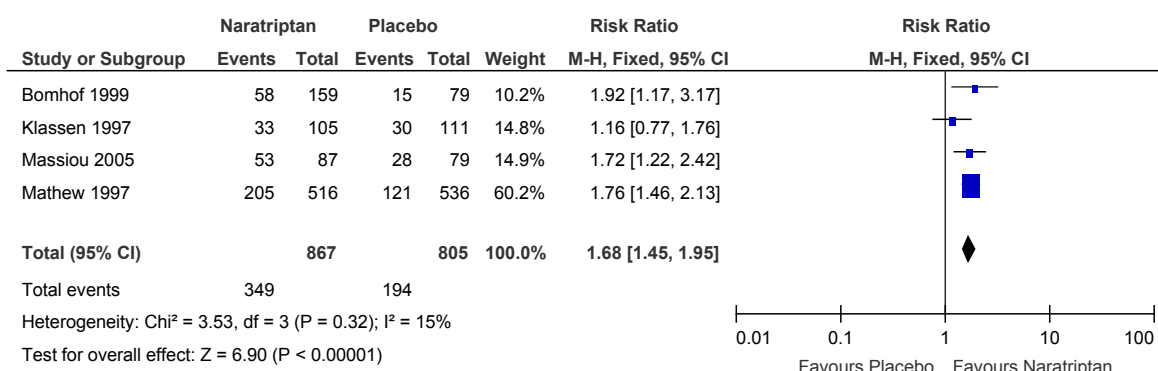 Naratriptan Placebo Risk Ratio Risk Ratio
Study or Subgroup Events Total Events Total Weight M-H, Fixed, 95% CI M-H, Fixed, 95% CI
Bomhof 1999 58 159 15 79 10.2% 1.92 [1.17, 3.17]
Klassen 1997 33 105 30 111 14.8% 1.16 [0.77, 1.76]
Massiou 2005 53 87 28 79 14.9% 1.72 [1.22, 2.42]
Mathew 1997 205 516 121 536 60.2% 1.76 [1.46, 2.13]
Total (95% CI) 867 805 100.0% 1.68 [1.45, 1.95]
Total events 349 194
Heterogeneity: Chi² = 3.53, df = 3 (P = 0.32); I² = 15%
Test for overall effect: Z = 6.90 (P < 0.00001)
0.01 0.1 1 10 100
Favours Placebo Favours Naratriptan